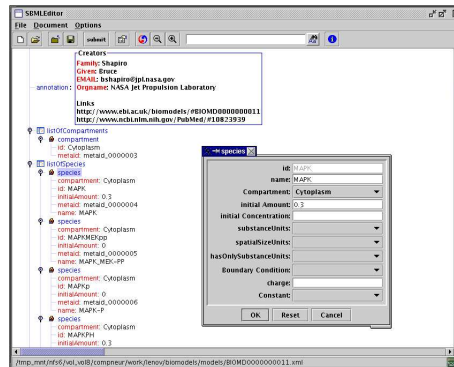 SBMLEditor
File Document Options
submit
Creators
Family: Shapiro
Given: Bruce
EMAIL: bshapiro@jpl.nasa.gov
annotation: Orgname: NASA Jet Propulsion Laboratory
Links
http://www.ebi.ac.uk/biomodels/#BIOMD0000000011
http://www.ncbi.nlm.nih.gov/PubMed/#10823939
listOfCompartments
compartment
id: Cytoplasm
metaid: metaid_0000003
listOfSpecies
species
compartment: Cytoplasm
id: MAPK
initialAmount: 0.3
metaid: metaid_0000004
name: MAPK
species
compartment: Cytoplasm
id: MAPKMEKpp
initialAmount: 0
metaid: metaid_0000005
name: MAPK_MEK-PP
species
compartment: Cytoplasm
id: MAPKp
initialAmount: 0
metaid: metaid_0000006
name: MAPK-P
species
compartment: Cytoplasm
id: MAPKPH
initialAmount: 0.3
species
id: MAPK
name: MAPK
Compartment: Cytoplasm
initial Amount: 0.3
initial Concentration:
substanceUnits:
spatialSizeUnits:
hasOnlySubstanceUnits:
Boundary Condition:
charge:
Constant:
OK Reset Cancel
/tmp_mnt/nfs6/vol_vol8/compneur/work/lenov/biomodels/models/BIOMD0000000011.xml